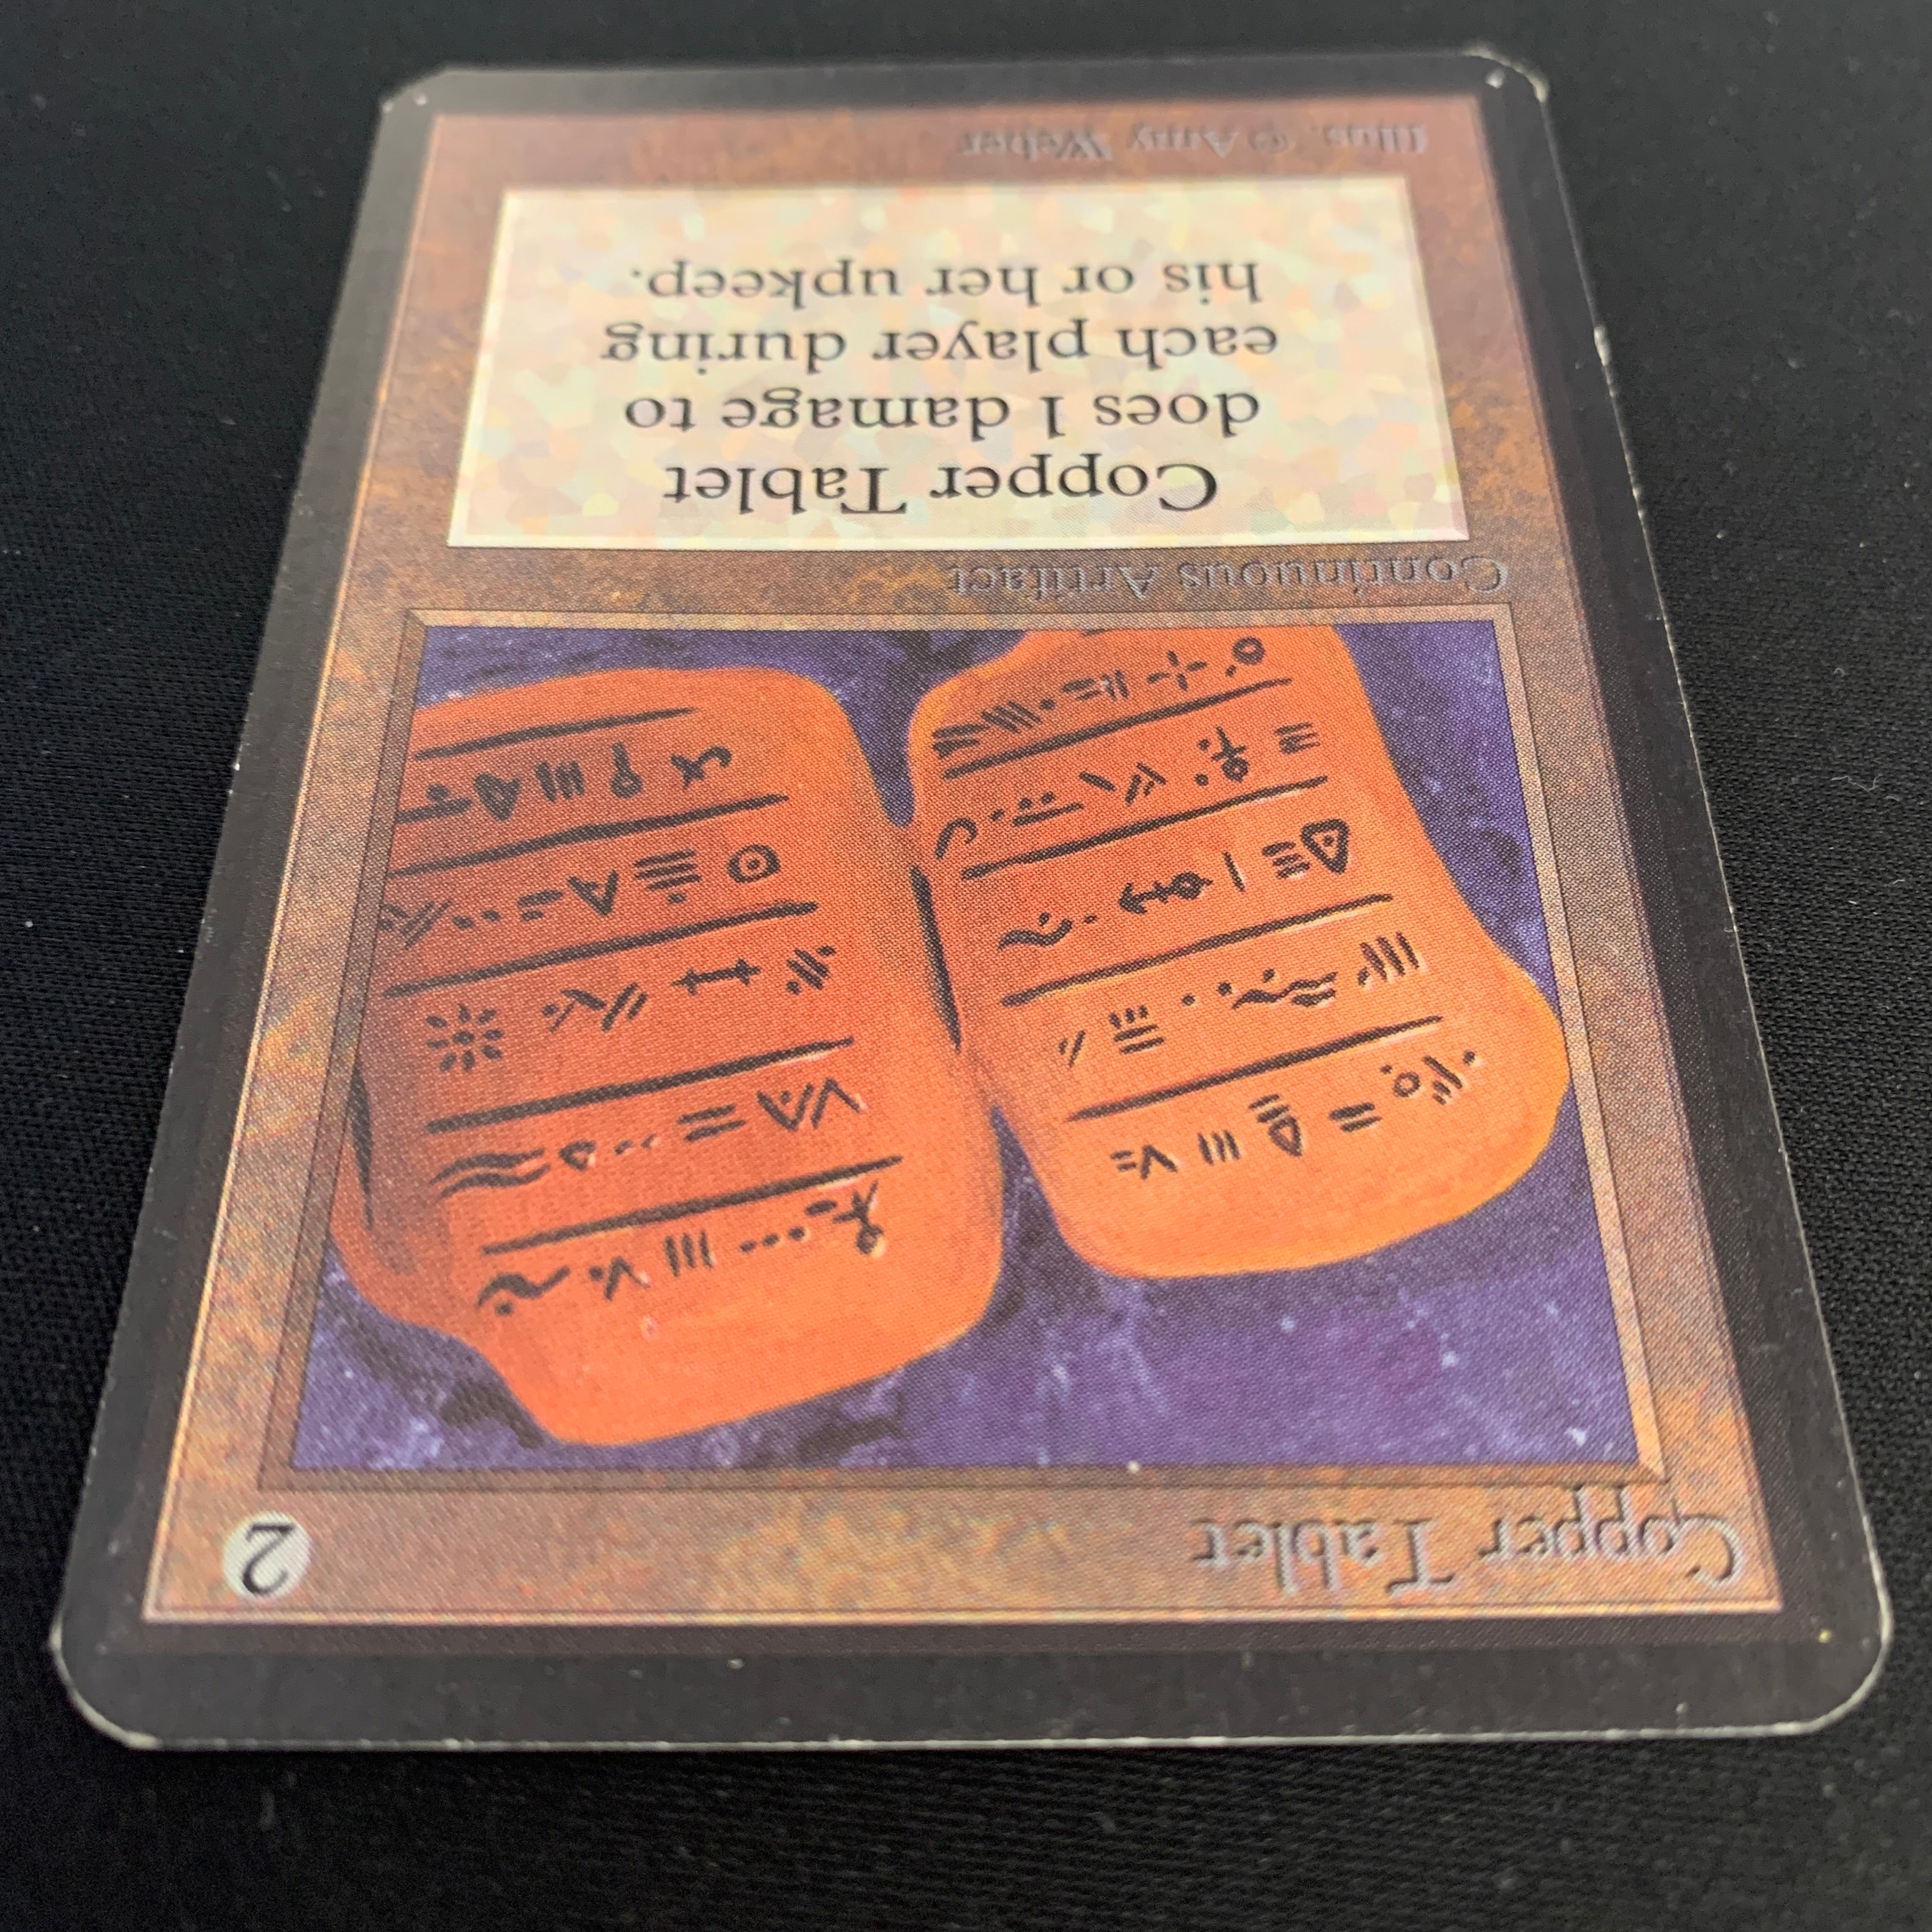 Copper Tablet
2
Continuous Artifact
Copper Tablet
does 1 damage to
each player during
his or her upkeep.
Illus. © Amy Weber